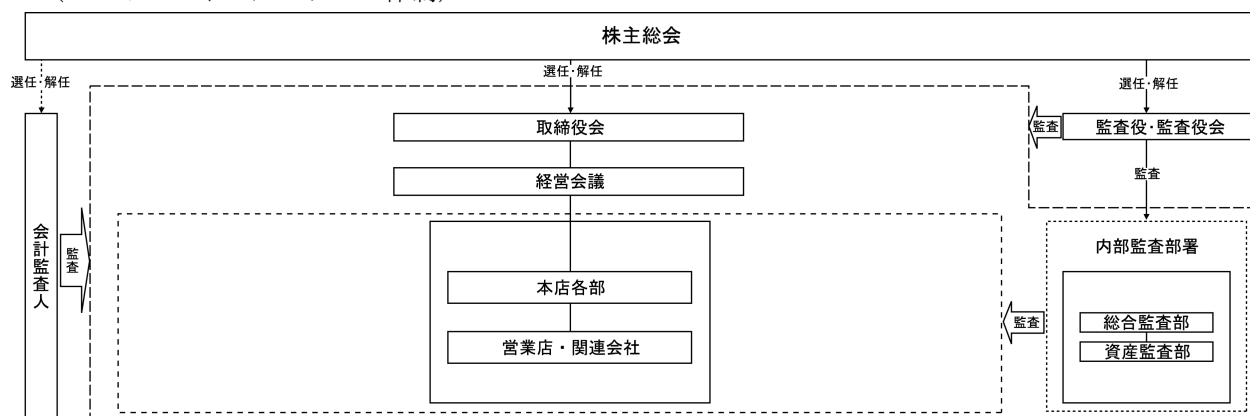 株主総会
選任・解任
選任・解任
選任・解任
取締役会
監査
監査役・監査役会
経営会議
監査
会計監査人
監査
内部監査部署
本店各部
監査
総合監査部
営業店・関連会社
資産監査部